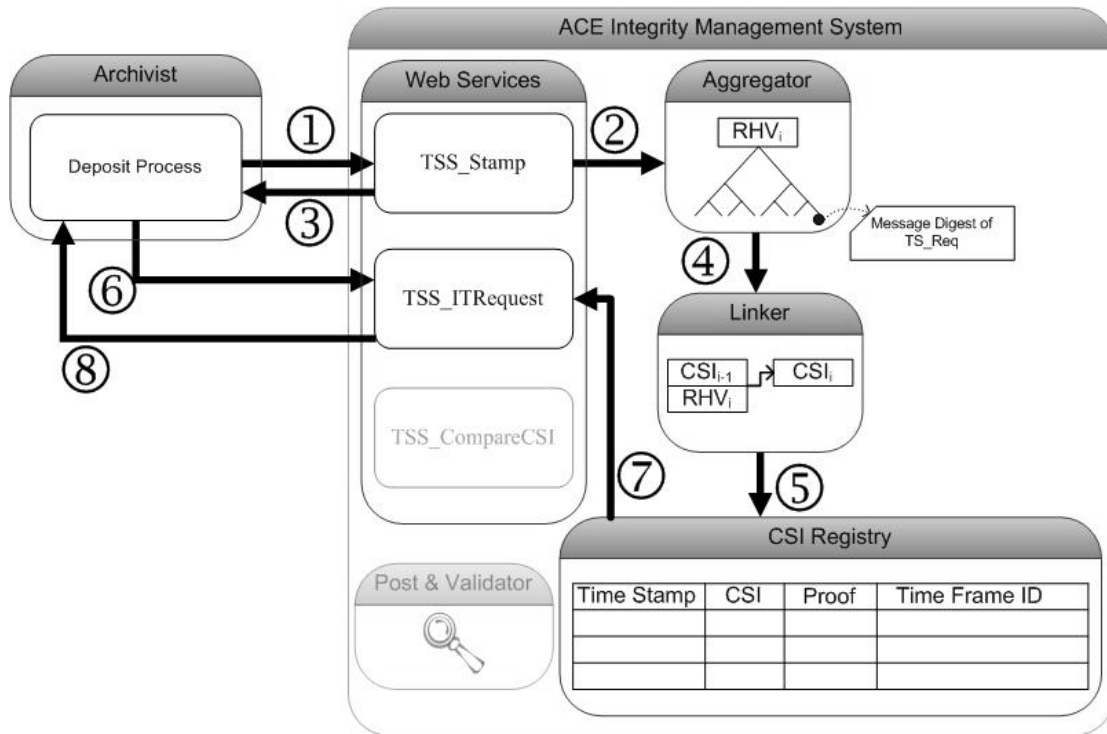 ACE Integrity Management System
Archivist
Web Services
Aggregator
①
②
RHVᵢ
Deposit Process
TSS_Stamp
③
Message Digest of
TS_Req
④
⑥
TSS_ITRequest
Linker
⑧
CSIᵢ₋₁
CSIᵢ
RHVᵢ
TSS_CompareCSI
⑦
⑤
CSI Registry
Post & Validator
Time Stamp CSI Proof Time Frame ID